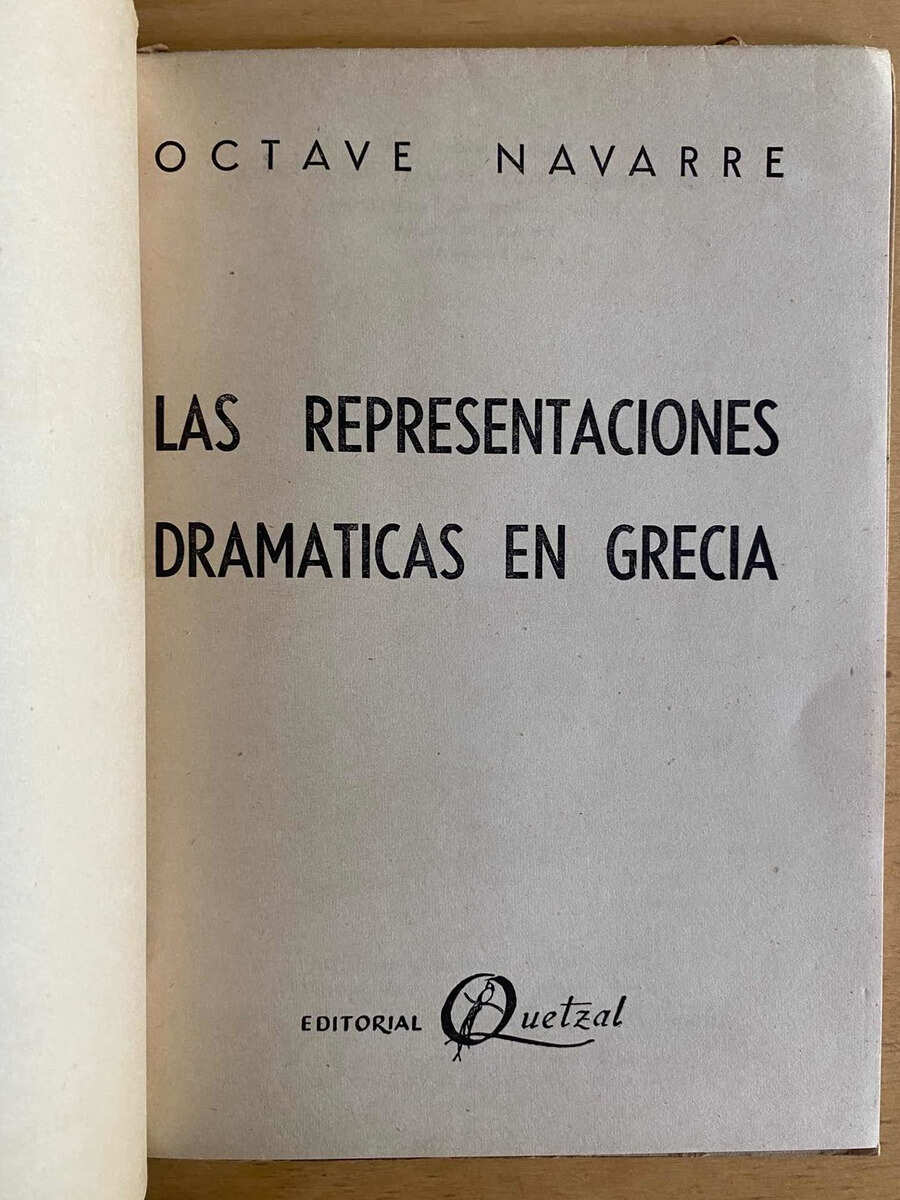 OCTAVE NAVARRE
LAS REPRESENTACIONES
DRAMATICAS EN GRECIA
EDITORIAL Quetzal